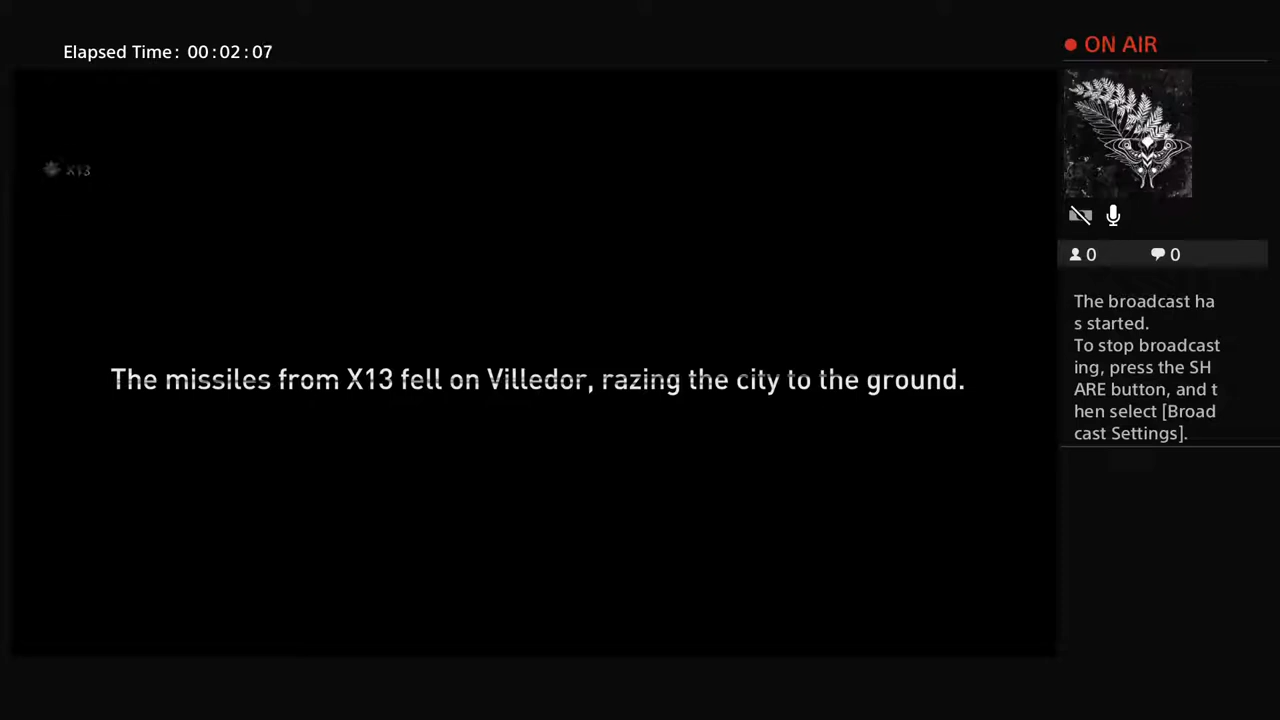 Elapsed Time: 00:02:07
ON AIR
X13
0 0
The missiles from X13 fell on Villedor, razing the city to the ground.
The broadcast ha
s started.
To stop broadcast
ing, press the SH
ARE button, and t
hen select [Broad
cast Settings].